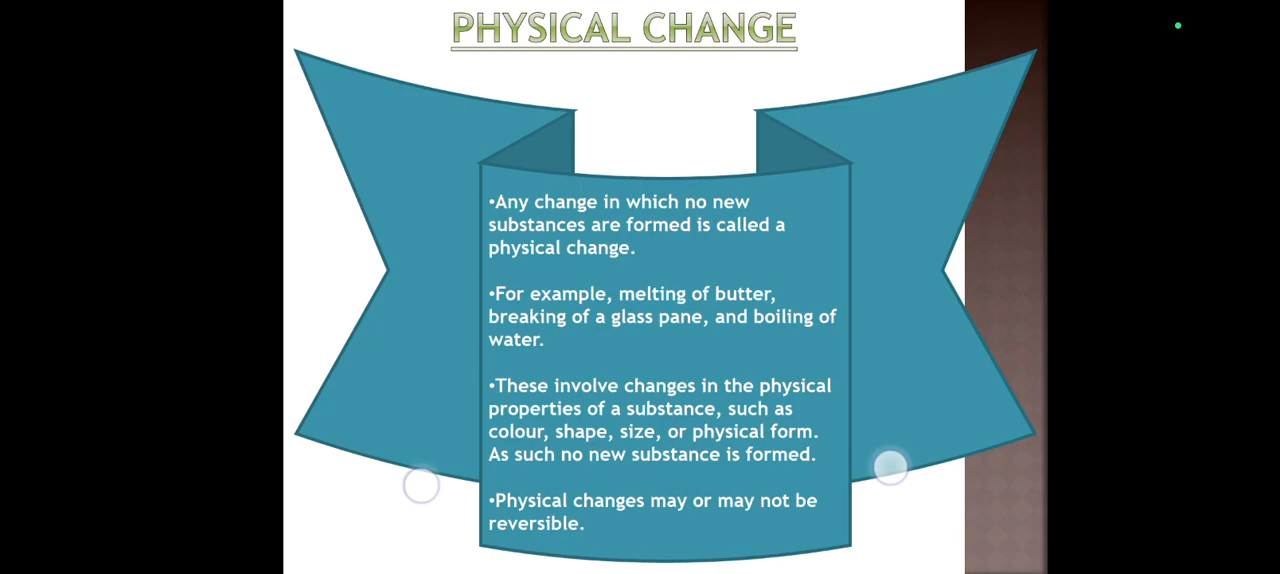 PHYSICAL CHANGE
•Any change in which no new
substances are formed is called a
physical change.
•For example, melting of butter,
breaking of a glass pane, and boiling of
water.
•These involve changes in the physical
properties of a substance, such as
colour, shape, size, or physical form.
As such no new substance is formed.
•Physical changes may or may not be
reversible.